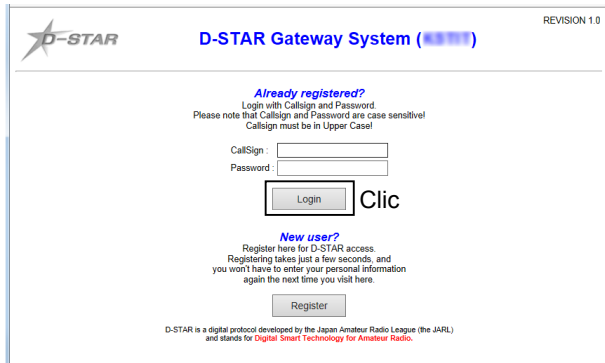 REVISION 1.0
D-STAR
D-STAR Gateway System ( )
Already registered?
Login with Callsign and Password.
Please note that Callsign and Password are case sensitive!
Callsign must be in Upper Case!
CallSign :
Password :
Login
Clic
New user?
Register here for D-STAR access.
Registering takes just a few seconds, and
you won't have to enter your personal information
again the next time you visit here.
Register
D-STAR is a digital protocol developed by the Japan Amateur Radio League (the JARL)
and stands for Digital Smart Technology for Amateur Radio.